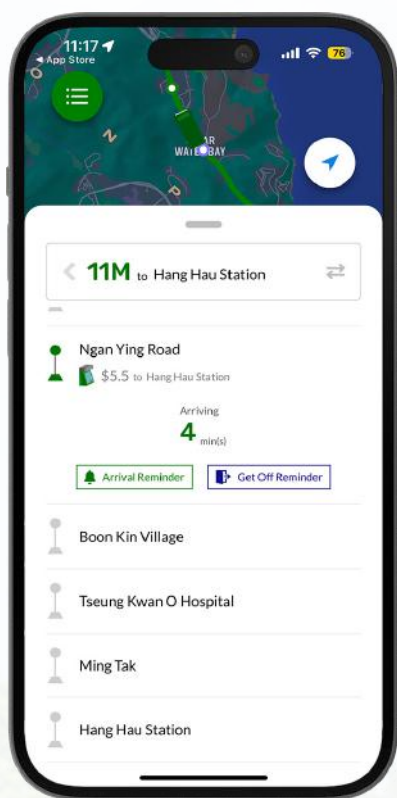 11:17
76
App Store
N
P
AR
WATERBAY
11M to Hang Hau Station
Ngan Ying Road
$5.5 to Hang Hau Station
Arriving
4 min(s)
Arrival Reminder
Get Off Reminder
Boon Kin Village
Tseung Kwan O Hospital
Ming Tak
Hang Hau Station